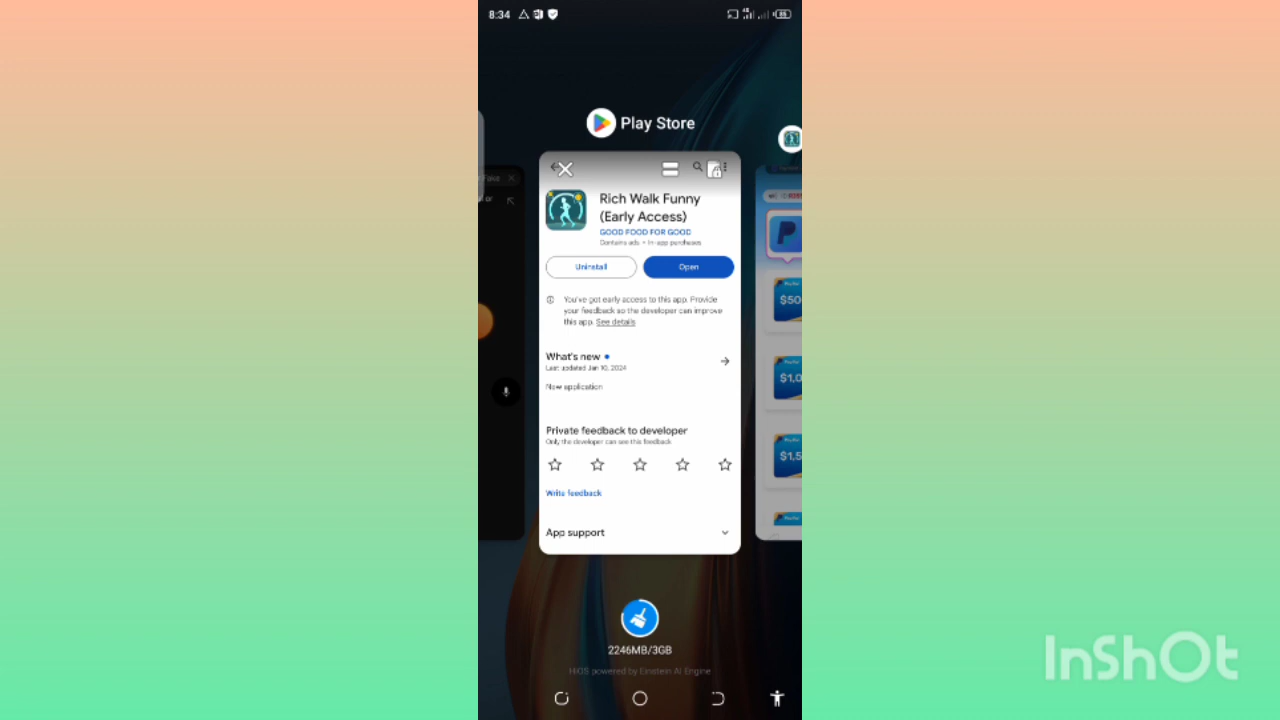 8:34
4G
85
Play Store
Rich Walk Funny
(Early Access)
GOOD FOOD FOR GOOD
Contains ads • In-app purchases
Uninstall
Open
You've got early access to this app. Provide
your feedback so the developer can improve
this app. See details
What's new •
Last updated Jan 10, 2024
New application
Private feedback to developer
Only the developer can see this feedback
Write feedback
App support
$50
$1,0
$1,5
2246MB/3GB
HiOS powered by Einstein AI Engine
InShOt